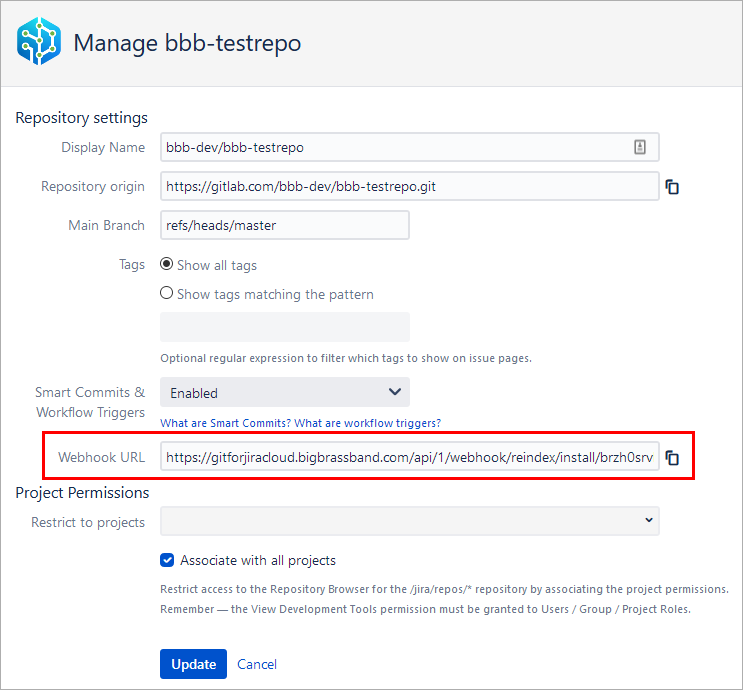 Manage bbb-testrepo
Repository settings
Display Name
bbb-dev/bbb-testrepo
Repository origin
https://gitlab.com/bbb-dev/bbb-testrepo.git
Main Branch
refs/heads/master
Tags
Show all tags
Show tags matching the pattern
Optional regular expression to filter which tags to show on issue pages.
Smart Commits &
Workflow Triggers
Enabled
What are Smart Commits? What are workflow triggers?
Webhook URL
https://gitforjiracloud.bigbrassband.com/api/1/webhook/reindex/install/brzh0srv
Project Permissions
Restrict to projects
Associate with all projects
Restrict access to the Repository Browser for the /jira/repos/* repository by associating the project permissions.
Remember — the View Development Tools permission must be granted to Users / Group / Project Roles.
Update
Cancel